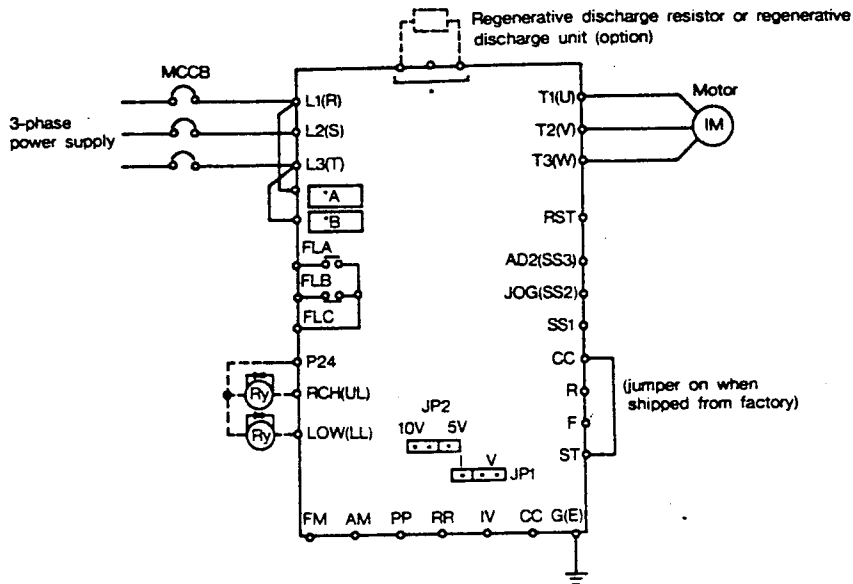 Regenerative discharge resistor or regenerative
discharge unit (option)
MCCB
3-phase
power supply
L1(R)
L2(S)
L3(T)
*A
*B
FLA
FLB
FLC
P24
RCH(UL)
LOW(LL)
Ry
Ry
*
T1(U)
T2(V)
T3(W)
Motor
IM
RST
AD2(SS3)
JOG(SS2)
SS1
CC
R
F
ST
(jumper on when
shipped from factory)
JP2
10V 5V
I V
JP1
FM AM PP RR IV CC G(E)